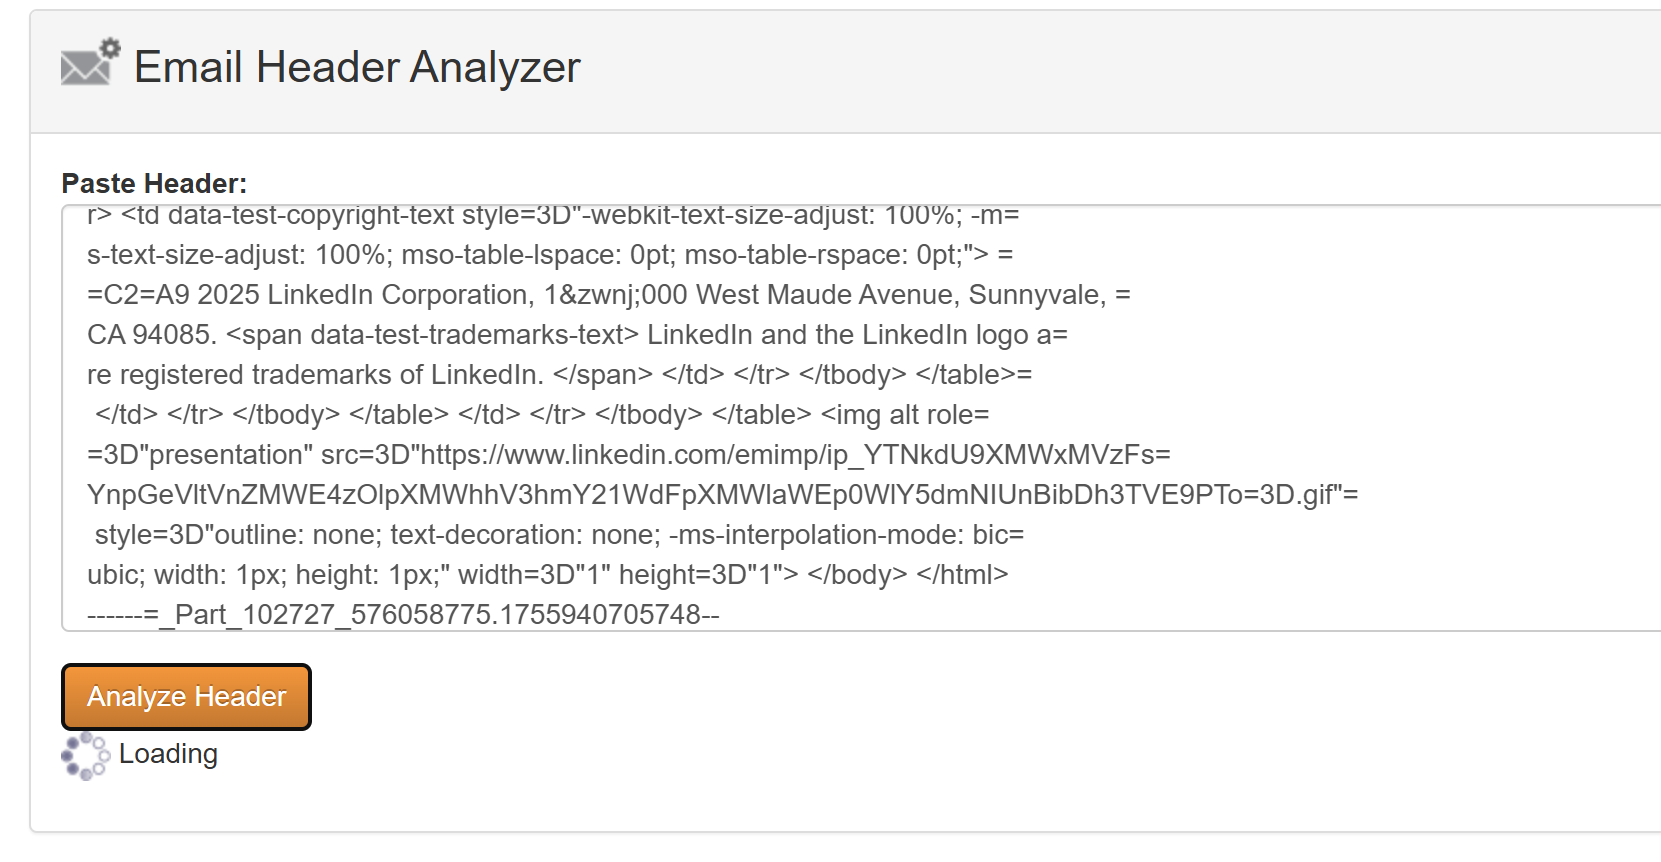 Email Header Analyzer
Paste Header:
r> <td data-test-copyright-text style=3D"-webkit-text-size-adjust: 100%; -m=
s-text-size-adjust: 100%; mso-table-lspace: 0pt; mso-table-rspace: 0pt;"> =
=C2=A9 2025 LinkedIn Corporation, 1&zwnj;000 West Maude Avenue, Sunnyvale, =
CA 94085. <span data-test-trademarks-text> LinkedIn and the LinkedIn logo a=
re registered trademarks of LinkedIn. </span> </td> </tr> </tbody> </table>=
</td> </tr> </tbody> </table> </td> </tr> </tbody> </table> <img alt role=
=3D"presentation" src=3D"https://www.linkedin.com/emimp/ip_YTNkdU9XMWxMVzFs=
YnpGeVltVnZMWE4zOlpXMWhhV3hmY21WdFpXMWlaWEp0WlY5dmNIUnBibDh3TVE9PTo=3D.gif"=
style=3D"outline: none; text-decoration: none; -ms-interpolation-mode: bic=
ubic; width: 1px; height: 1px;" width=3D"1" height=3D"1"> </body> </html>
------=_Part_102727_576058775.1755940705748--
Analyze Header
Loading